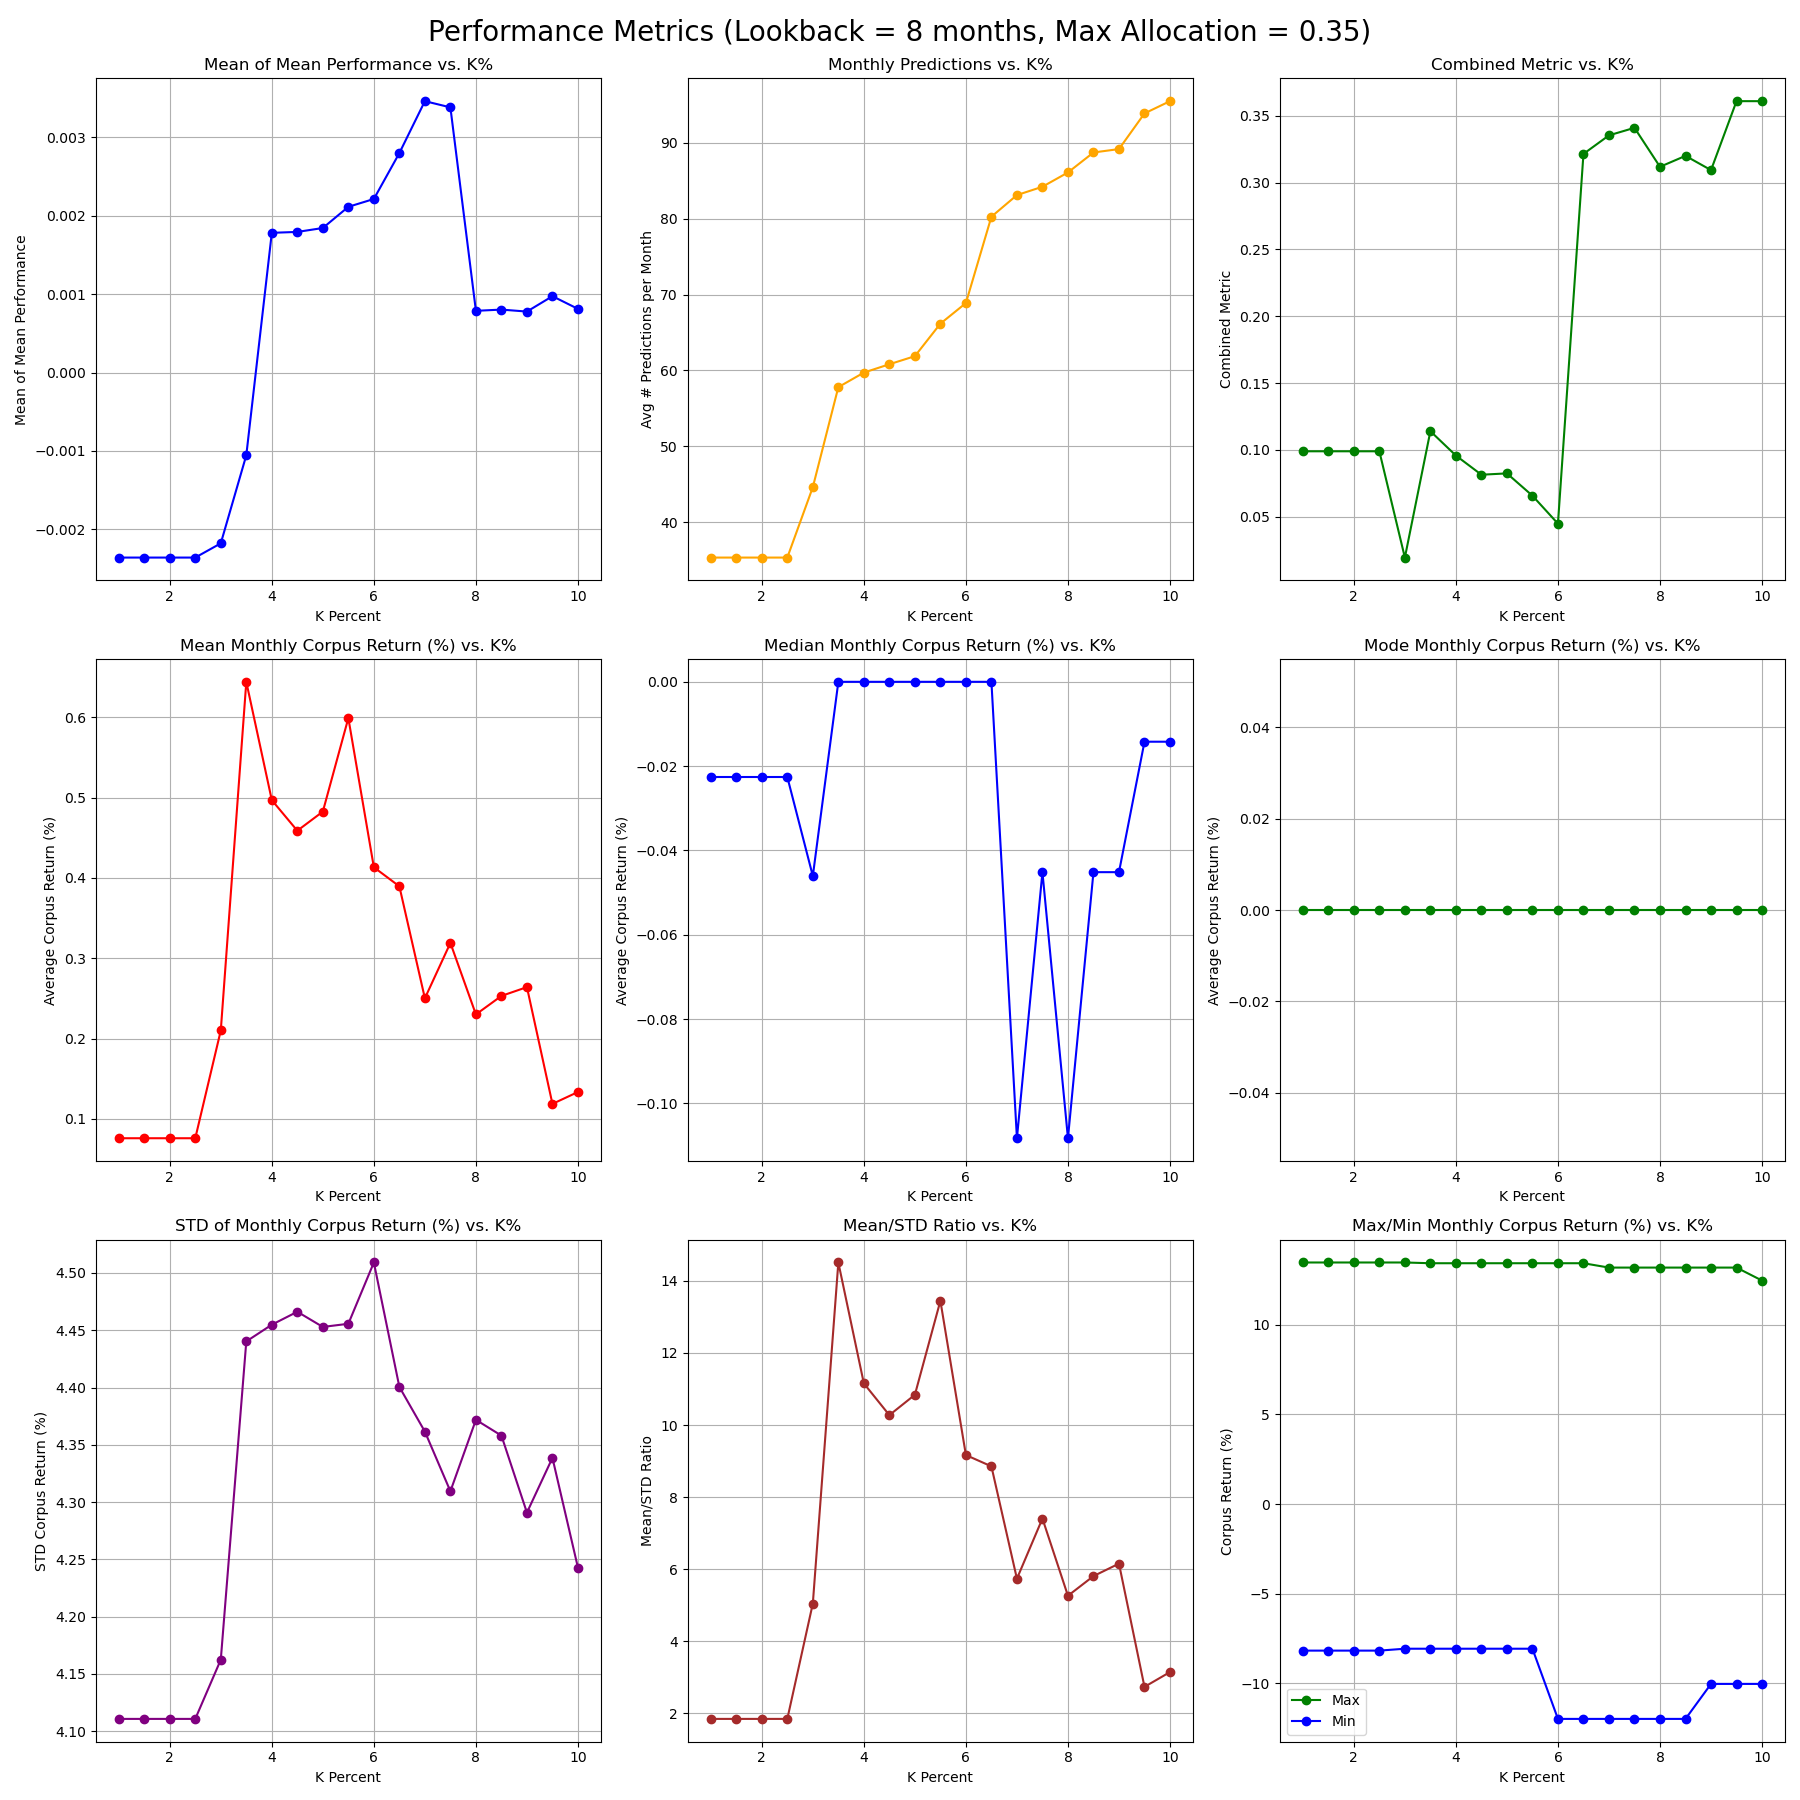 Performance Metrics (Lookback = 8 months, Max Allocation = 0.35)
Mean of Mean Performance vs. K%
Mean of Mean Performance
0.003
0.002
0.001
0.000
−0.001
−0.002
2 4 6 8 10
K Percent
Monthly Predictions vs. K%
Avg # Predictions per Month
90
80
70
60
50
40
2 4 6 8 10
K Percent
Combined Metric vs. K%
Combined Metric
0.35
0.30
0.25
0.20
0.15
0.10
0.05
2 4 6 8 10
K Percent
Mean Monthly Corpus Return (%) vs. K%
Average Corpus Return (%)
0.6
0.5
0.4
0.3
0.2
0.1
2 4 6 8 10
K Percent
Median Monthly Corpus Return (%) vs. K%
Average Corpus Return (%)
0.00
−0.02
−0.04
−0.06
−0.08
−0.10
2 4 6 8 10
K Percent
Mode Monthly Corpus Return (%) vs. K%
Average Corpus Return (%)
0.04
0.02
0.00
−0.02
−0.04
2 4 6 8 10
K Percent
STD of Monthly Corpus Return (%) vs. K%
STD Corpus Return (%)
4.50
4.45
4.40
4.35
4.30
4.25
4.20
4.15
4.10
2 4 6 8 10
K Percent
Mean/STD Ratio vs. K%
Mean/STD Ratio
14
12
10
8
6
4
2
2 4 6 8 10
K Percent
Max/Min Monthly Corpus Return (%) vs. K%
Corpus Return (%)
10
5
0
−5
−10
Max
Min
2 4 6 8 10
K Percent